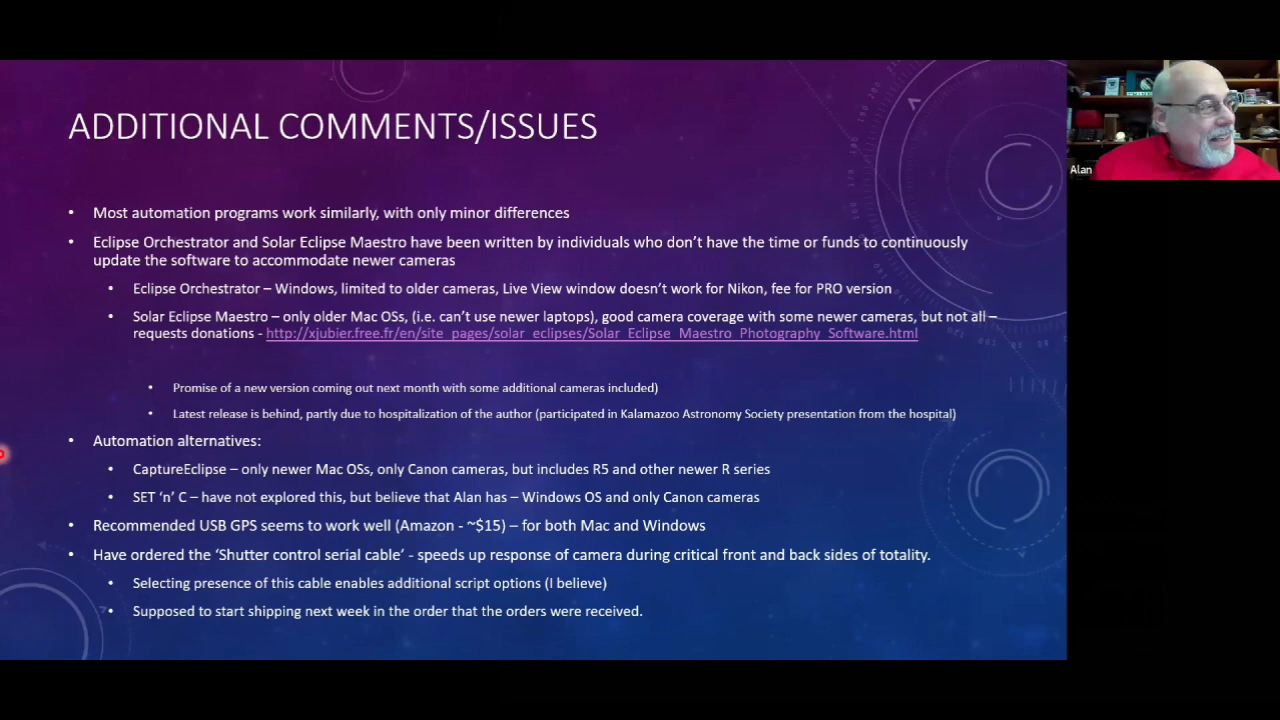 ADDITIONAL COMMENTS/ISSUES
Alan
• Most automation programs work similarly, with only minor differences
• Eclipse Orchestrator and Solar Eclipse Maestro have been written by individuals who don't have the time or funds to continuously
update the software to accommodate newer cameras
• Eclipse Orchestrator – Windows, limited to older cameras, Live View window doesn't work for Nikon, fee for PRO version
• Solar Eclipse Maestro – only older Mac OSs, (i.e. can't use newer laptops), good camera coverage with some newer cameras, but not all –
requests donations - http://xjubier.free.fr/en/site_pages/solar_eclipses/Solar_Eclipse_Maestro_Photography_Software.html
• Promise of a new version coming out next month with some additional cameras included)
• Latest release is behind, partly due to hospitalization of the author (participated in Kalamazoo Astronomy Society presentation from the hospital)
• Automation alternatives:
• CaptureEclipse – only newer Mac OSs, only Canon cameras, but includes R5 and other newer R series
• SET 'n' C – have not explored this, but believe that Alan has – Windows OS and only Canon cameras
• Recommended USB GPS seems to work well (Amazon - ~$15) – for both Mac and Windows
• Have ordered the 'Shutter control serial cable' - speeds up response of camera during critical front and back sides of totality.
• Selecting presence of this cable enables additional script options (I believe)
• Supposed to start shipping next week in the order that the orders were received.